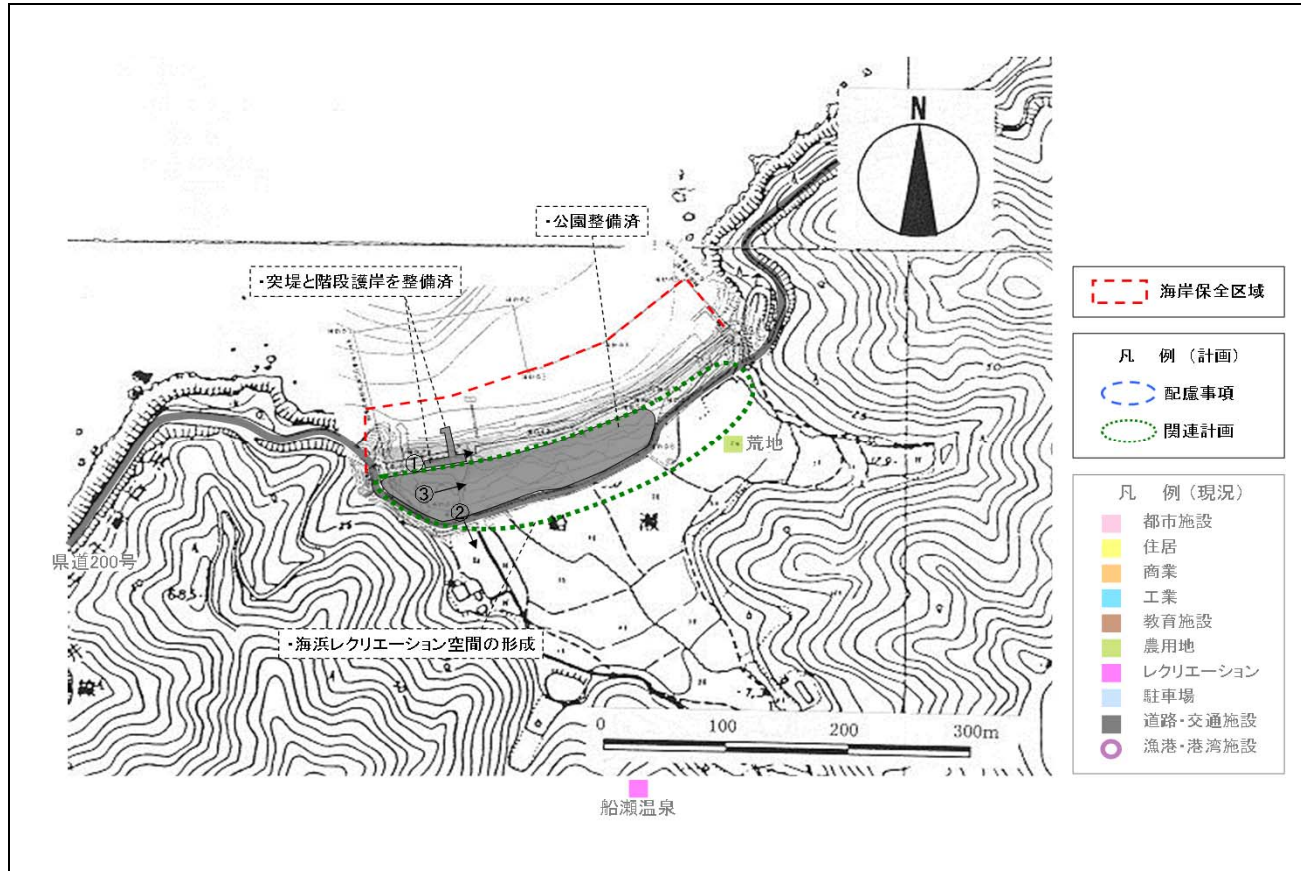 N
・公園整備済
・突堤と階段護岸を整備済
海岸保全区域
凡 例 (計画)
配慮事項
関連計画
荒地
①
③
②
船 瀬
県道200号
・海浜レクリエーション空間の形成
凡 例 (現況)
都市施設
住居
商業
工業
教育施設
農用地
レクリエーション
駐車場
道路・交通施設
漁港・港湾施設
0 100 200 300m
船瀬温泉